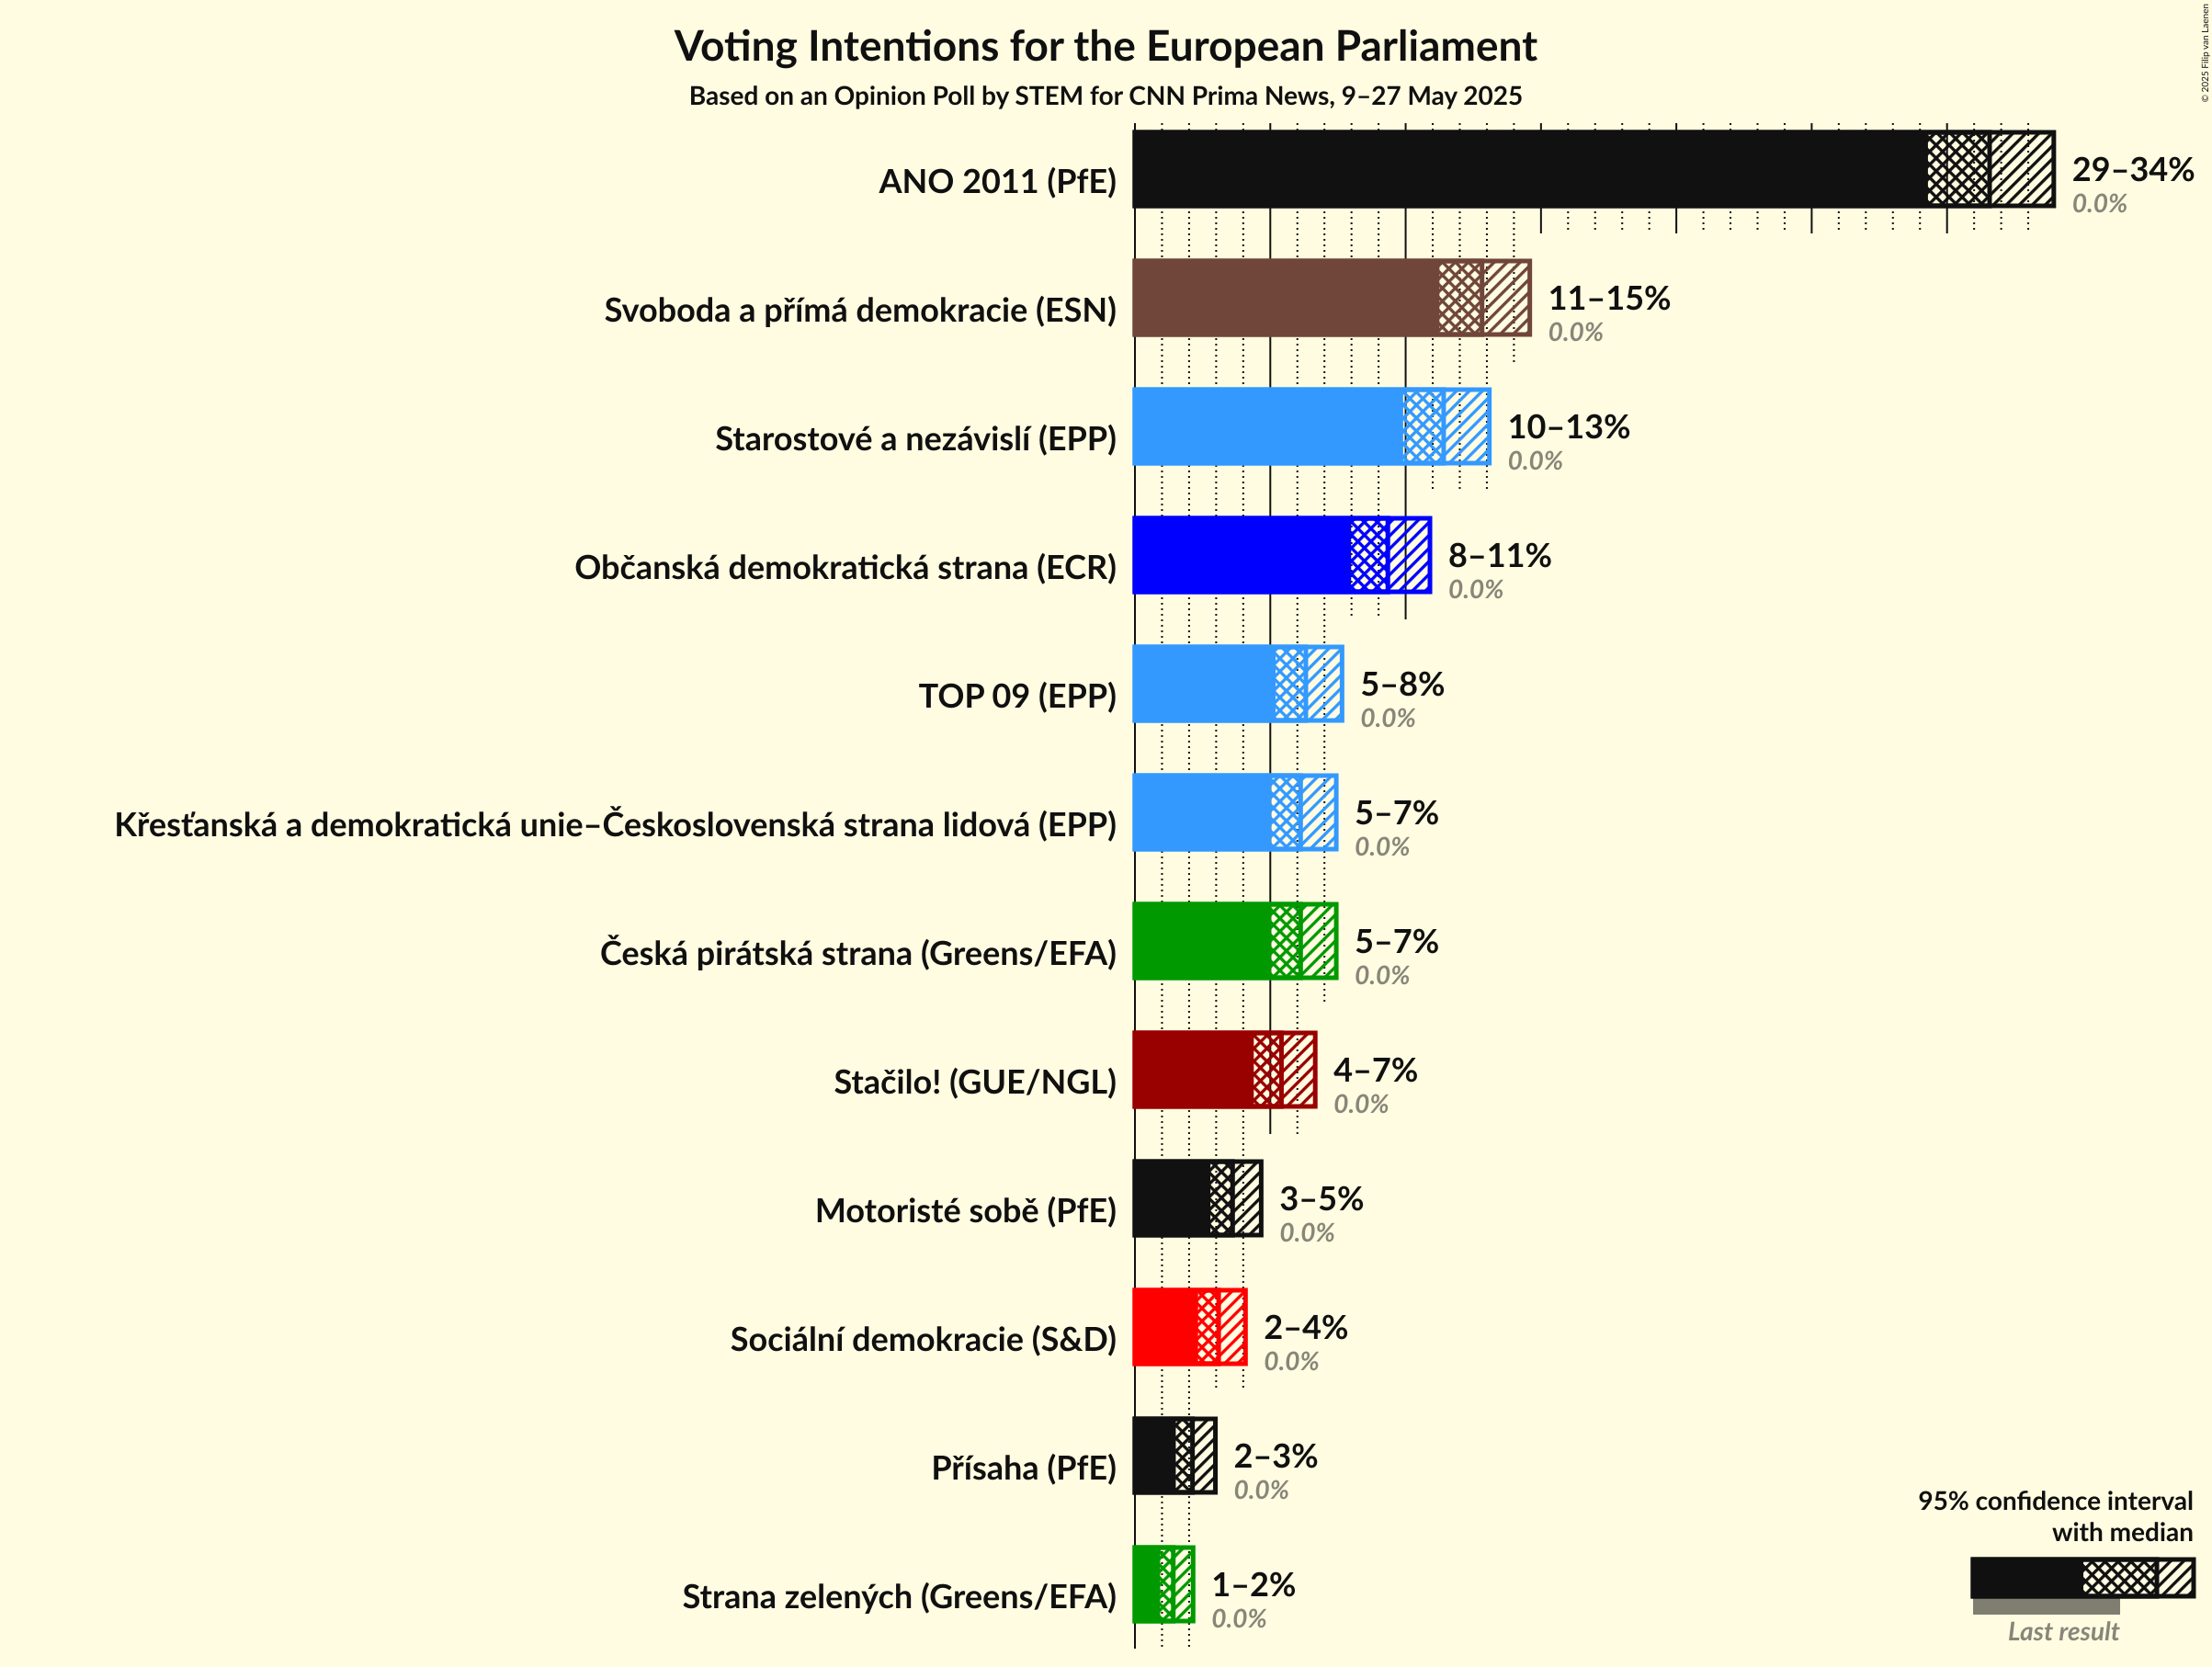 Voting Intentions for the European Parliament
Based on an Opinion Poll by STEM for CNN Prima News, 9–27 May 2025
© 2025 Filip van Laenen
ANO 2011 (PfE)
29–34%
0.0%
Svoboda a přímá demokracie (ESN)
11–15%
0.0%
Starostové a nezávislí (EPP)
10–13%
0.0%
Občanská demokratická strana (ECR)
8–11%
0.0%
TOP 09 (EPP)
5–8%
0.0%
Křesťanská a demokratická unie–Československá strana lidová (EPP)
5–7%
0.0%
Česká pirátská strana (Greens/EFA)
5–7%
0.0%
Stačilo! (GUE/NGL)
4–7%
0.0%
Motoristé sobě (PfE)
3–5%
0.0%
Sociální demokracie (S&D)
2–4%
0.0%
Přísaha (PfE)
2–3%
0.0%
Strana zelených (Greens/EFA)
1–2%
0.0%
95% confidence interval
with median
Last result